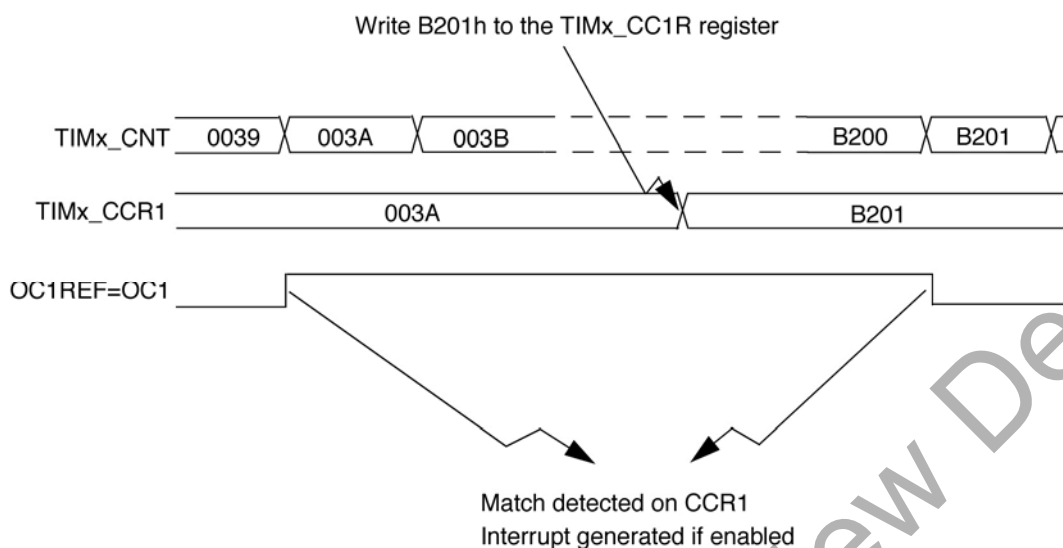 Write B201h to the TIMx_CC1R register
TIMx_CNT 0039 003A 003B B200 B201
TIMx_CCR1 003A B201
OC1REF=OC1
Match detected on CCR1
Interrupt generated if enabled